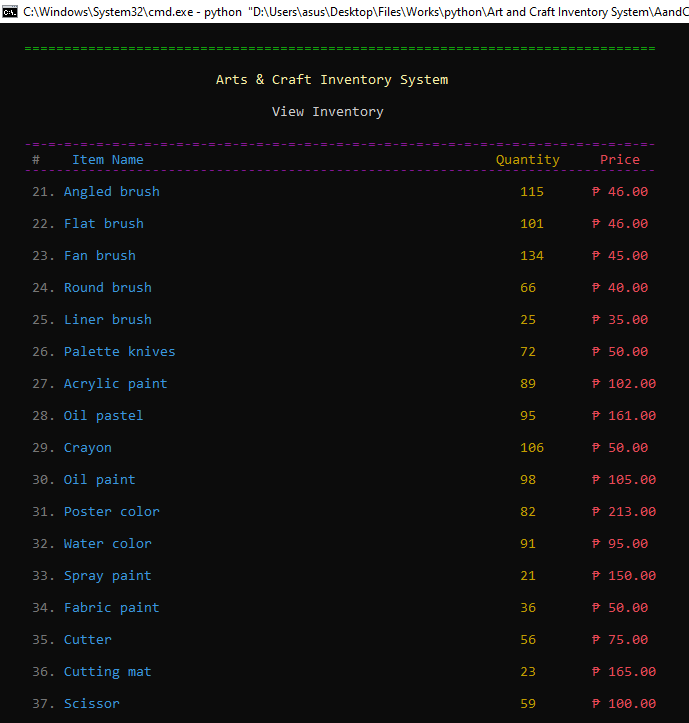 C:\Windows\System32\cmd.exe - python "D:\Users\asus\Desktop\Files\Works\python\Art and Craft Inventory System\AandC
================================================================================
Arts & Craft Inventory System
View Inventory
-=-=-=-=-=-=-=-=-=-=-=-=-=-=-=-=-=-=-=-=-=-=-=-=-=-=-=-=-=-=-=-=-=-=-=-=-=-=-=-
# Item Name Quantity Price
-=-=-=-=-=-=-=-=-=-=-=-=-=-=-=-=-=-=-=-=-=-=-=-=-=-=-=-=-=-=-=-=-=-=-=-=-=-=-=-
21. Angled brush 115 ₱ 46.00
22. Flat brush 101 ₱ 46.00
23. Fan brush 134 ₱ 45.00
24. Round brush 66 ₱ 40.00
25. Liner brush 25 ₱ 35.00
26. Palette knives 72 ₱ 50.00
27. Acrylic paint 89 ₱ 102.00
28. Oil pastel 95 ₱ 161.00
29. Crayon 106 ₱ 50.00
30. Oil paint 98 ₱ 105.00
31. Poster color 82 ₱ 213.00
32. Water color 91 ₱ 95.00
33. Spray paint 21 ₱ 150.00
34. Fabric paint 36 ₱ 50.00
35. Cutter 56 ₱ 75.00
36. Cutting mat 23 ₱ 165.00
37. Scissor 59 ₱ 100.00